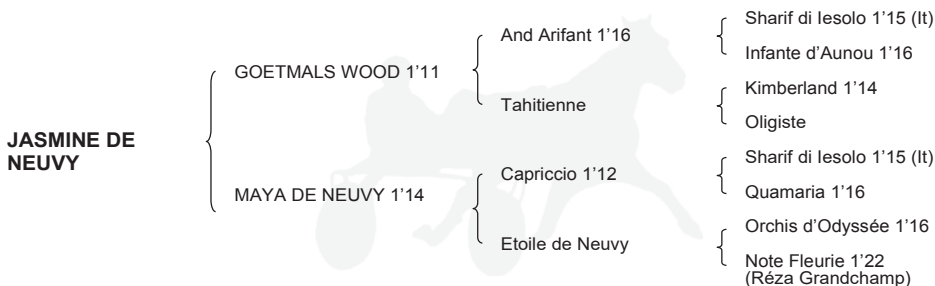 JASMINE DE
NEUVY
GOETMALS WOOD 1’11
MAYA DE NEUVY 1’14
And Arifant 1’16
Tahitienne
Capriccio 1’12
Etoile de Neuvy
Sharif di Iesolo 1’15 (It)
Infante d’Aunou 1’16
Kimberland 1’14
Oligiste
Sharif di Iesolo 1’15 (It)
Quamaria 1’16
Orchis d’Odyssée 1’16
Note Fleurie 1’22
(Réza Grandchamp)